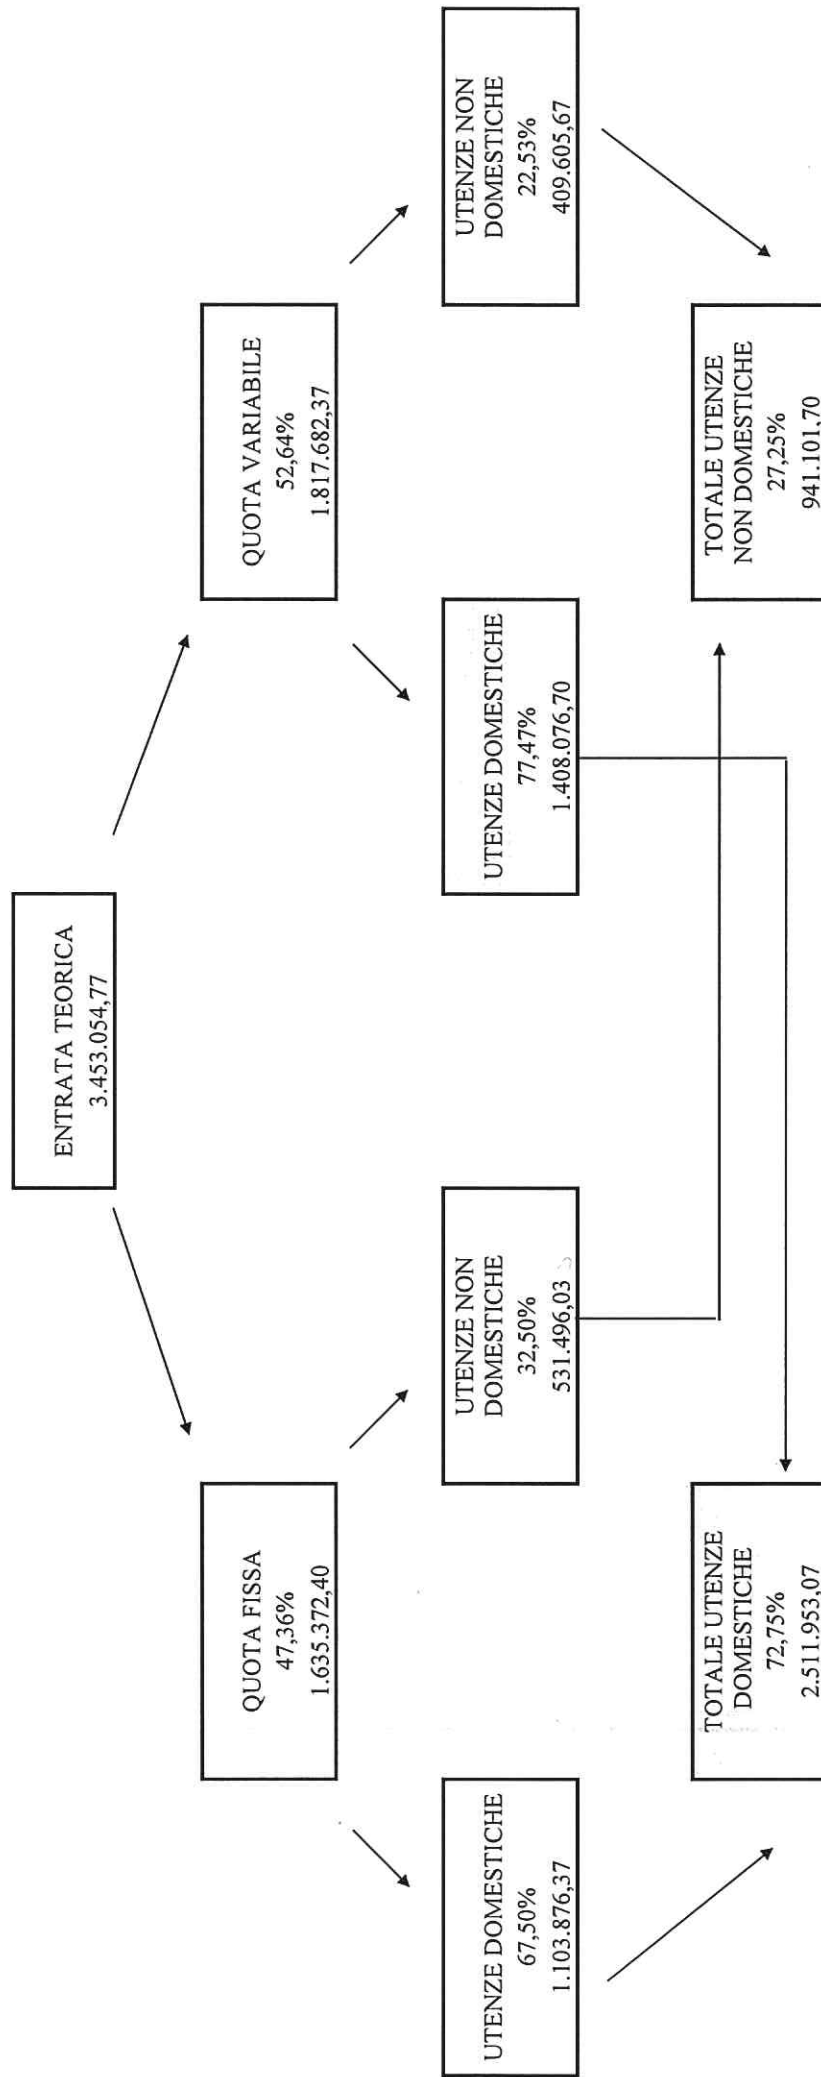 ENTRATA TEORICA
3.453.054,77
QUOTA FISSA
47,36%
1.635.372,40
QUOTA VARIABILE
52,64%
1.817.682,37
UTENZE DOMESTICHE
67,50%
1.103.876,37
UTENZE NON
DOMESTICHE
32,50%
531.496,03
UTENZE DOMESTICHE
77,47%
1.408.076,70
UTENZE NON
DOMESTICHE
22,53%
409.605,67
TOTALE UTENZE
DOMESTICHE
72,75%
2.511.953,07
TOTALE UTENZE
NON DOMESTICHE
27,25%
941.101,70